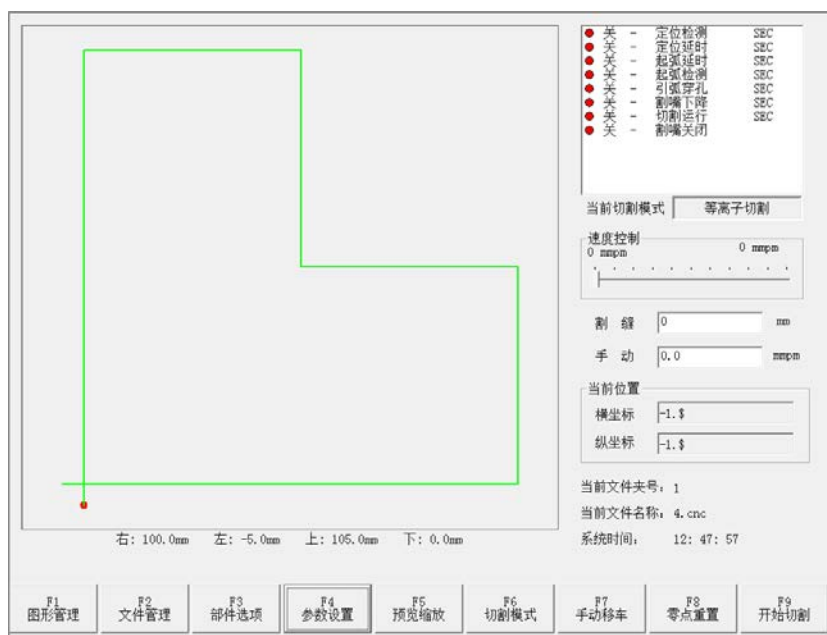 关 - 定位检测 SEC
关 - 定位延时 SEC
关 - 起弧延时 SEC
关 - 起弧检测 SEC
关 - 引弧穿孔 SEC
关 - 割嘴下降 SEC
关 - 切割运行 SEC
关 - 割嘴关闭
当前切割模式 等离子切割
速度控制
0 mmpm 0 mmpm
割 缝 0 mm
手 动 0.0 mmpm
当前位置
横坐标 -1.$
纵坐标 -1.$
当前文件夹号: 1
当前文件名称: 4.cnc
系统时间: 12: 47: 57
右: 100.0mm 左: -5.0mm 上: 105.0mm 下: 0.0mm
F1 F2 F3 F4 F5 F6 F7 F8 F9
图形管理 文件管理 部件选项 参数设置 预览缩放 切割模式 手动移车 零点重置 开始切割